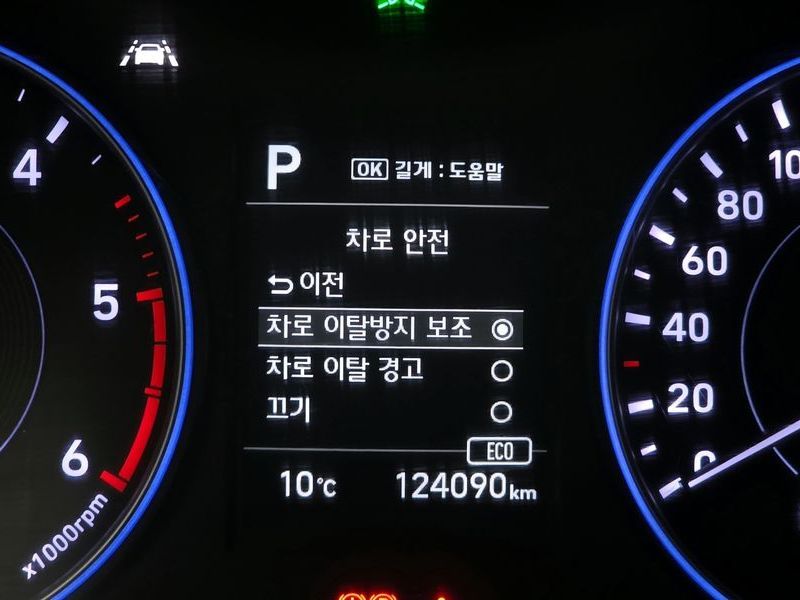 P OK 길게 : 도움말
차로 안전
이전
차로 이탈방지 보조
차로 이탈 경고
끄기
ECO
10°C 124090km
4
5
6
x1000rpm
10
80
60
40
20
0